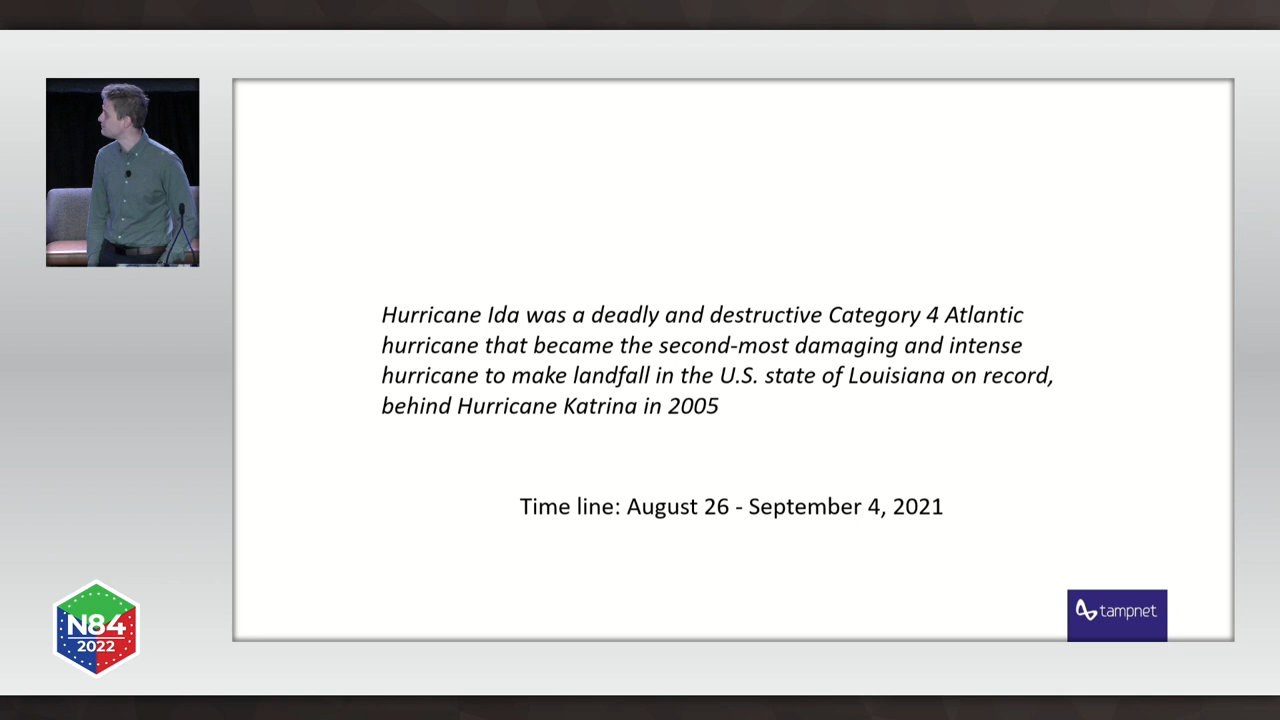 Hurricane Ida was a deadly and destructive Category 4 Atlantic
hurricane that became the second-most damaging and intense
hurricane to make landfall in the U.S. state of Louisiana on record,
behind Hurricane Katrina in 2005
Time line: August 26 - September 4, 2021
tampnet
N84
2022